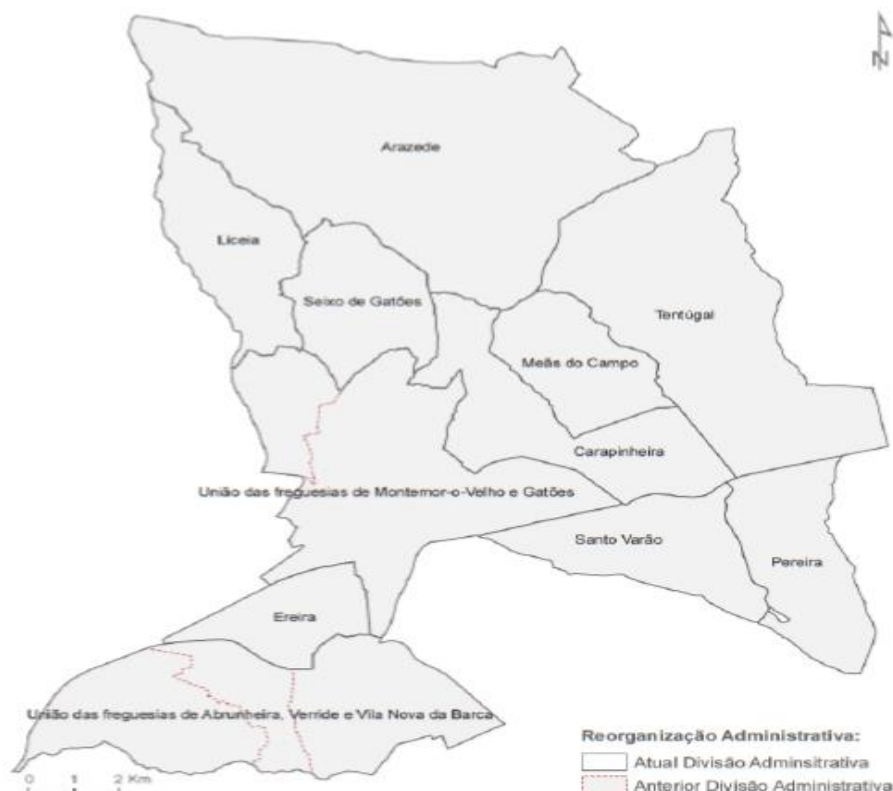 N
Arazede
Liceia
Seixo de Gatões
Tentúgal
Meãs do Campo
Carapinheira
União das freguesias de Montemor-o-Velho e Gatões
Santo Varão
Pereira
Ereira
União das freguesias de Abrunheira, Verride e Vila Nova da Barca
Reorganização Administrativa:
Atual Divisão Adminsitrativa
Anterior Divisão Administrativa
0 1 2 Km